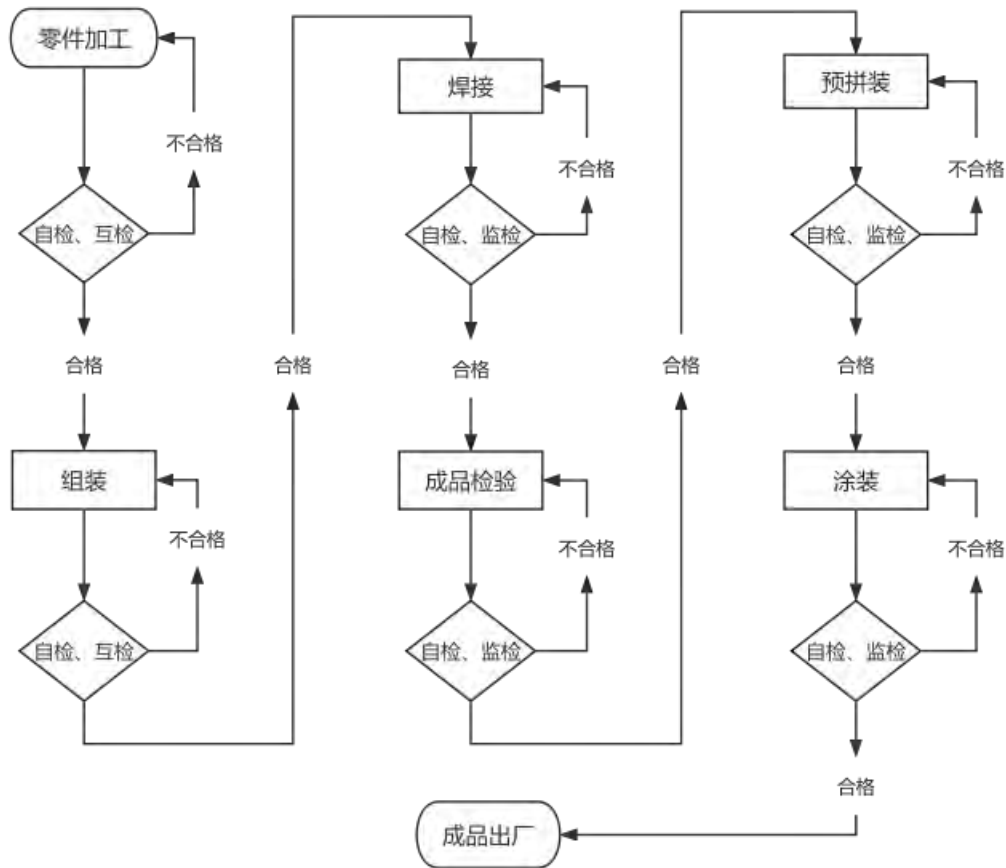 零件加工
不合格
自检、互检
合格
组装
不合格
自检、互检
合格
焊接
不合格
自检、监检
合格
成品检验
不合格
自检、监检
合格
预拼装
不合格
自检、监检
合格
涂装
不合格
自检、监检
合格
成品出厂